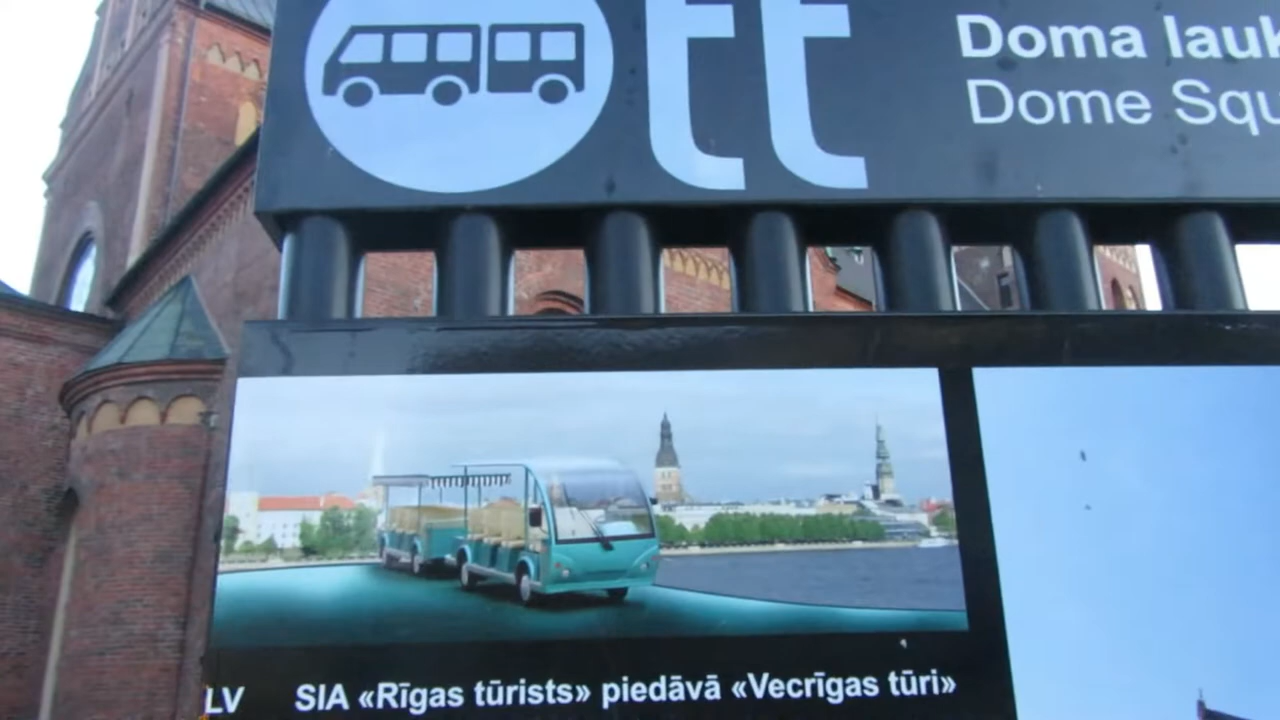 tt
Doma lauk
Dome Squ
LV SIA «Rīgas tūrists» piedāvā «Vecrīgas tūri»